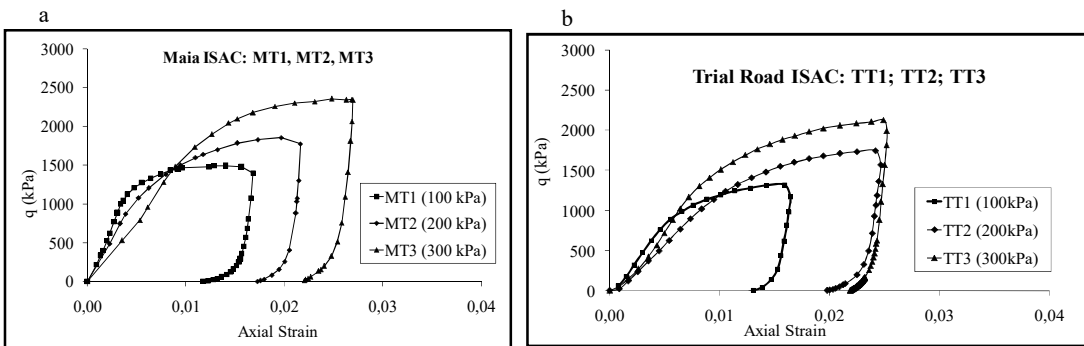 a
Maia ISAC: MT1, MT2, MT3
3000
2500
2000
1500
1000
500
0
q (kPa)
MT1 (100 kPa)
MT2 (200 kPa)
MT3 (300 kPa)
0,00
0,01
0,02
0,03
0,04
Axial Strain
b
Trial Road ISAC: TT1; TT2; TT3
3000
2500
2000
1500
1000
500
0
q (kPa)
TT1 (100kPa)
TT2 (200kPa)
TT3 (300kPa)
0,00
0,01
0,02
0,03
0,04
Axial Strain